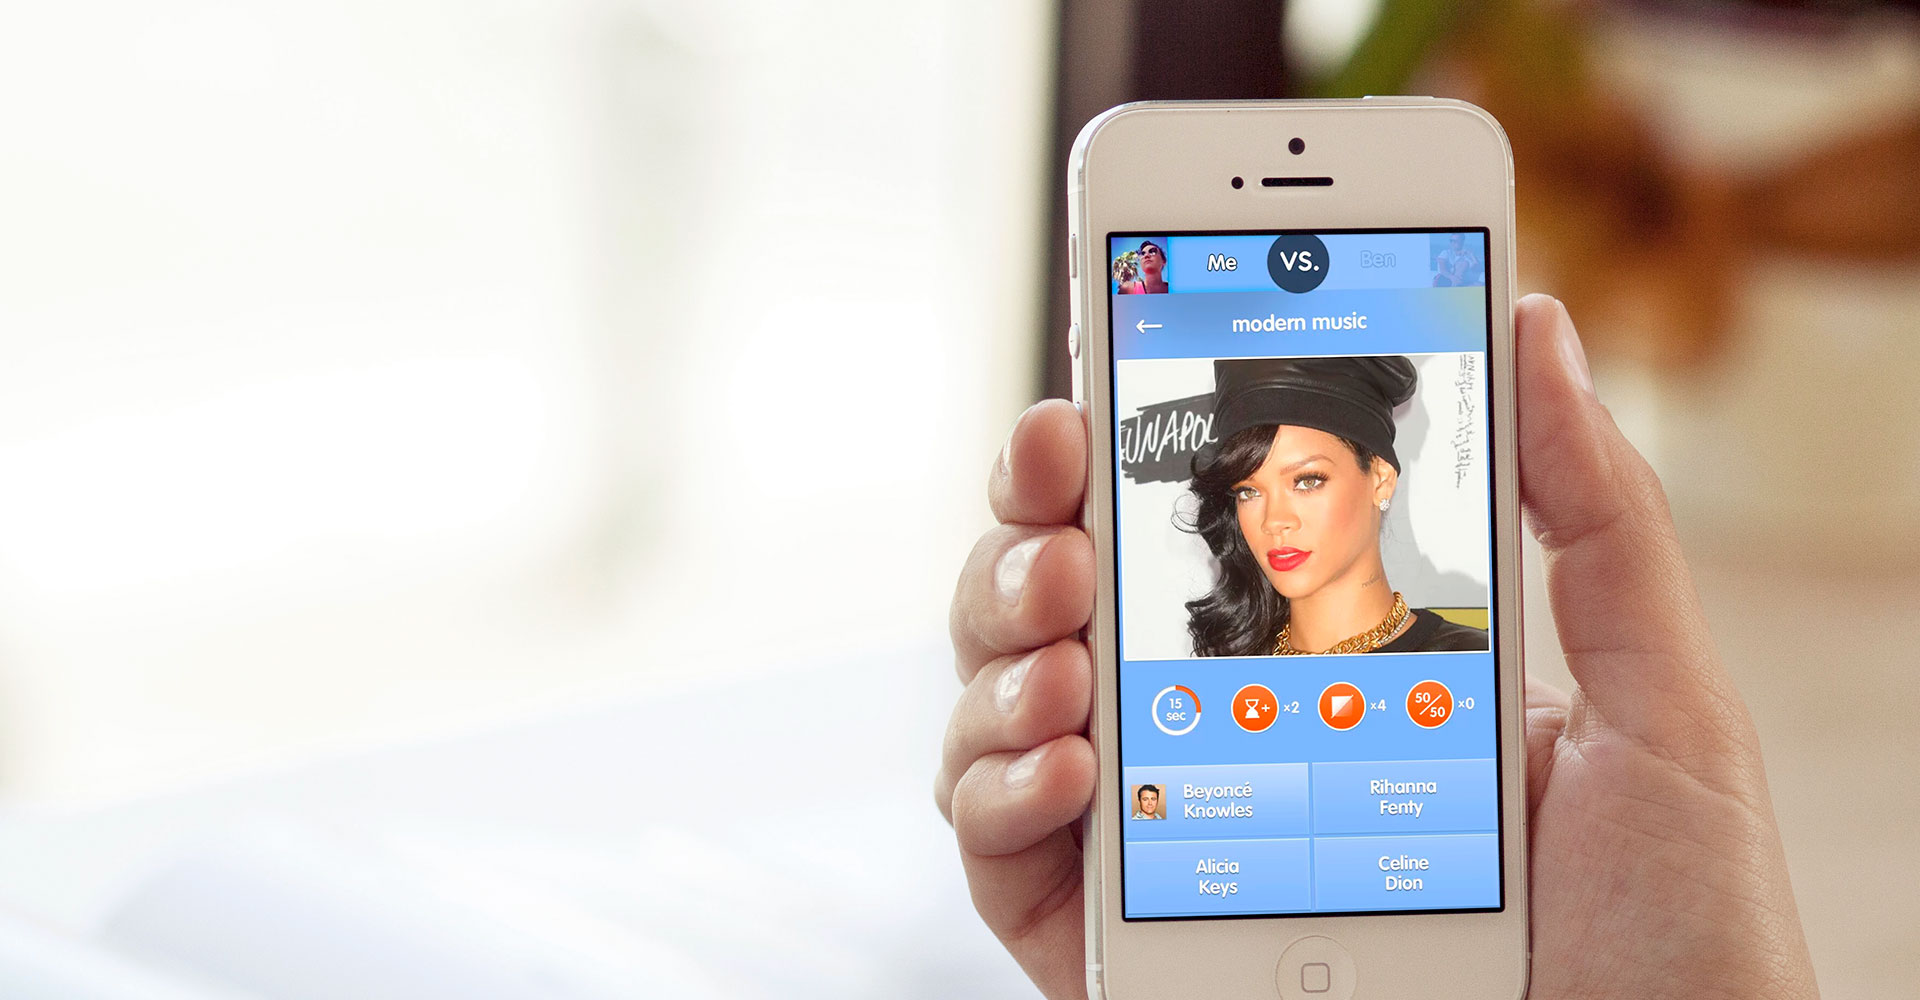 Me
VS.
Ben
modern music
UNAPOL
15
sec
+
×2
×4
50/50
×0
Beyoncé
Knowles
Rihanna
Fenty
Alicia
Keys
Celine
Dion